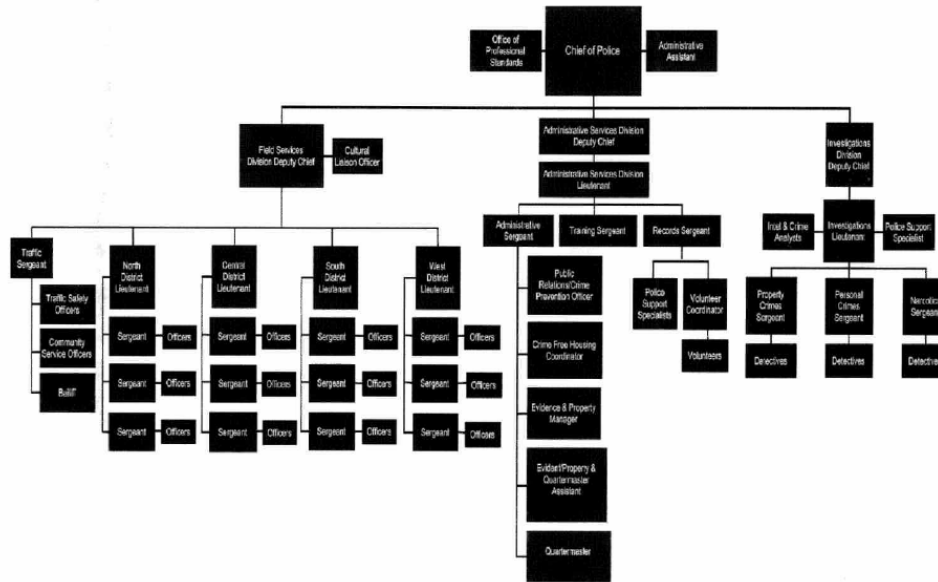 Office of
Professional
Standards
Chief of Police
Administrative
Assistant
Field Services
Division Deputy Chief
Cultural
Liaison Officer
Administrative Services Division
Deputy Chief
Administrative Services Division
Lieutenant
Investigations
Division
Deputy Chief
Traffic
Sergeant
Traffic Safety
Officers
Community
Service Officers
Bailiff
North
District
Lieutenant
Sergeant
Officers
Sergeant
Officers
Sergeant
Officers
Central
District
Lieutenant
Sergeant
Officers
Sergeant
Officers
Sergeant
Officers
South
District
Lieutenant
Sergeant
Officers
Sergeant
Officers
Sergeant
Officers
West
District
Lieutenant
Sergeant
Officers
Sergeant
Officers
Sergeant
Officers
Administrative
Sergeant
Public
Relations/Crime
Prevention Officer
Crime Free Housing
Coordinator
Evidence & Property
Manager
Evident/Property &
Quartermaster
Assistant
Quartermaster
Training Sergeant
Records Sergeant
Police
Support
Specialists
Volunteer
Coordinator
Volunteers
Intel & Crime
Analysts
Investigations
Lieutenant
Police Support
Specialist
Property
Crimes
Sergeant
Detectives
Personal
Crimes
Sergeant
Detectives
Narcotics
Sergeant
Detective